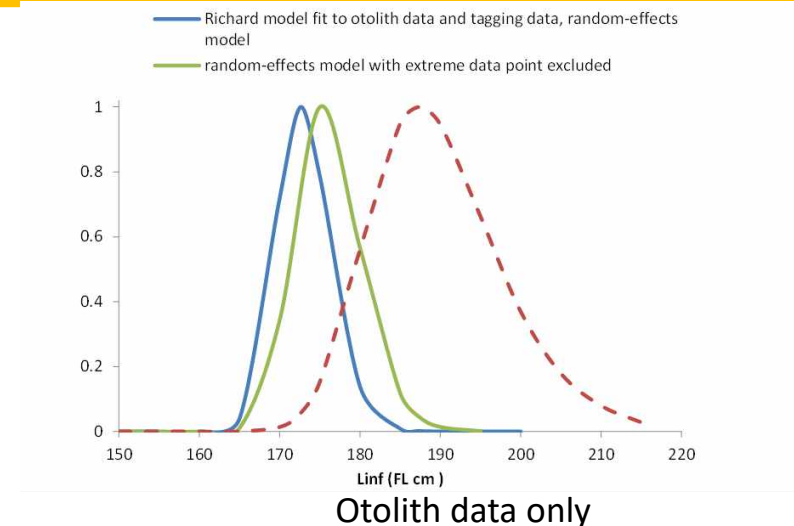 Richard model fit to otolith data and tagging data, random-effects
model
random-effects model with extreme data point excluded
1
0.8
0.6
0.4
0.2
0
150 160 170 180 190 200 210 220
Linf (FL cm )
Otolith data only